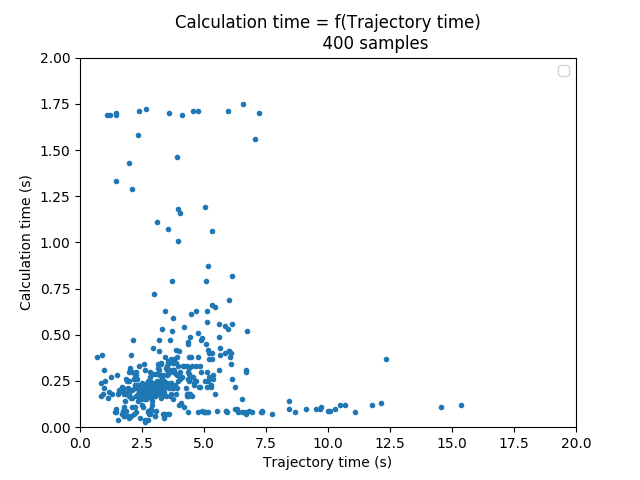 Calculation time = f(Trajectory time)
400 samples
2.00
1.75
1.50
1.25
1.00
0.75
0.50
0.25
0.00
Calculation time (s)
0.0 2.5 5.0 7.5 10.0 12.5 15.0 17.5 20.0
Trajectory time (s)